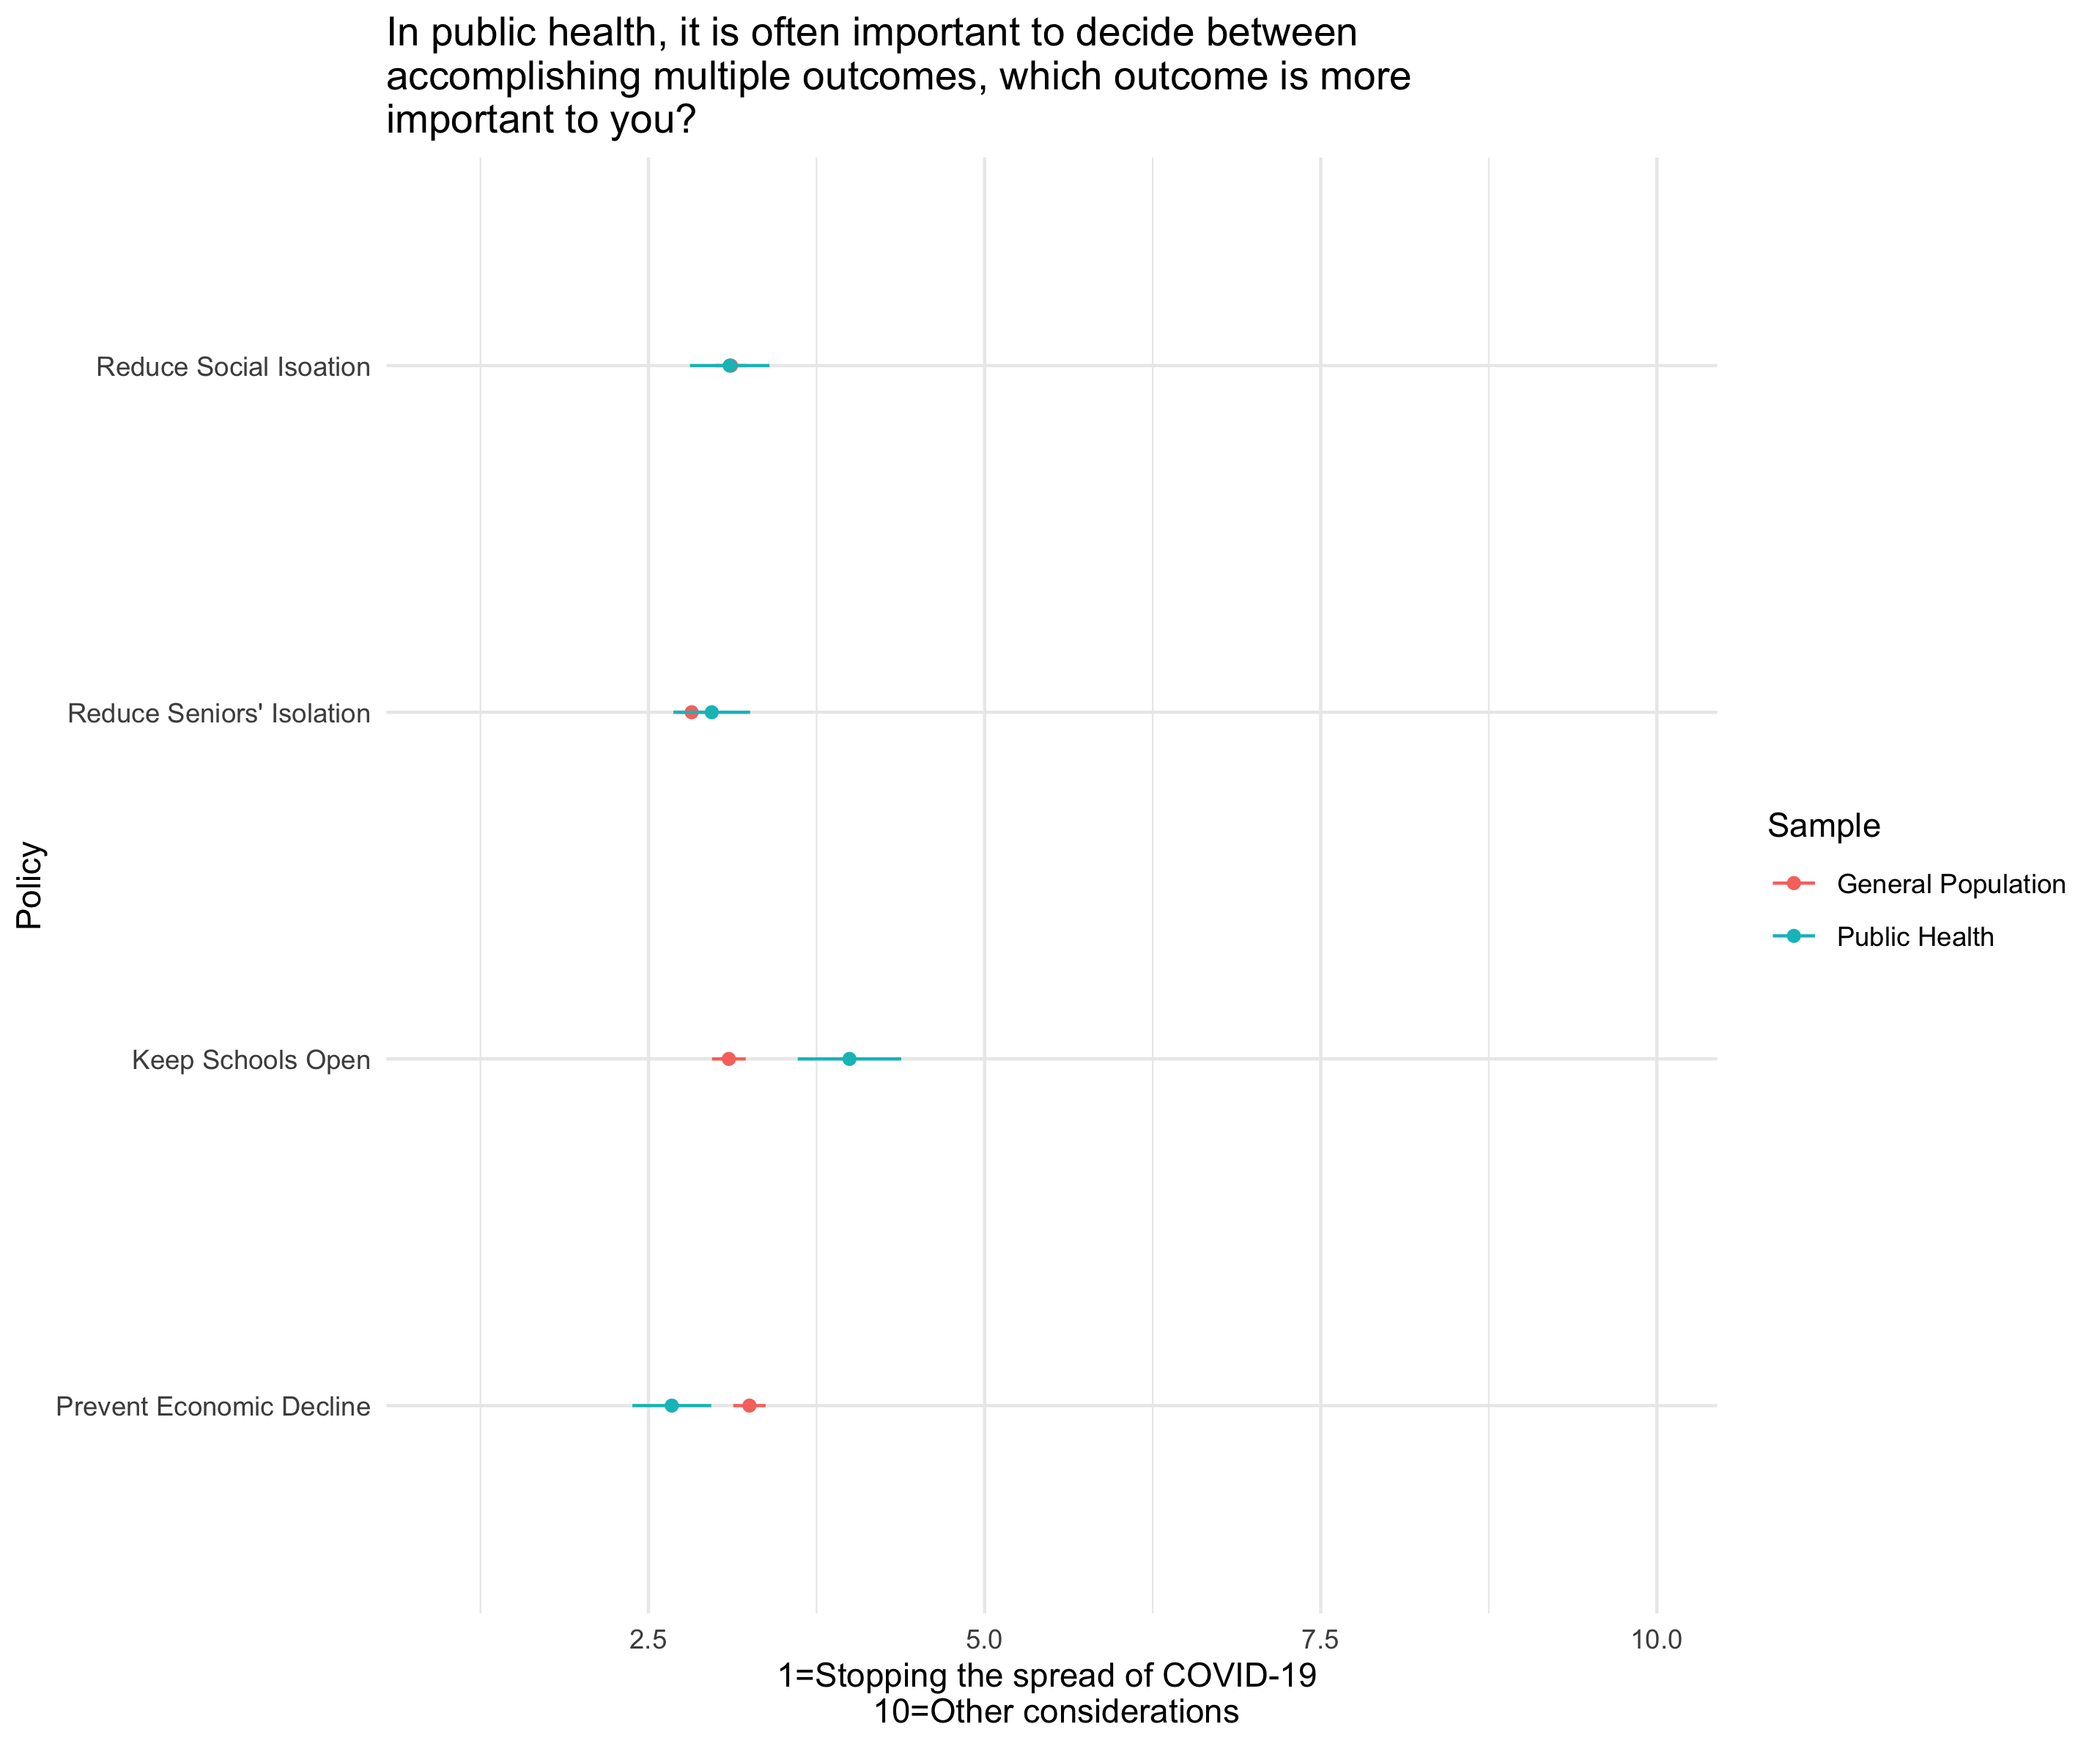 In public health, it is often important to decide between
accomplishing multiple outcomes, which outcome is more
important to you?
Reduce Social Isoation
Reduce Seniors' Isolation
Keep Schools Open
Prevent Economic Decline
Policy
2.5 5.0 7.5 10.0
1=Stopping the spread of COVID-19
10=Other considerations
Sample
General Population
Public Health